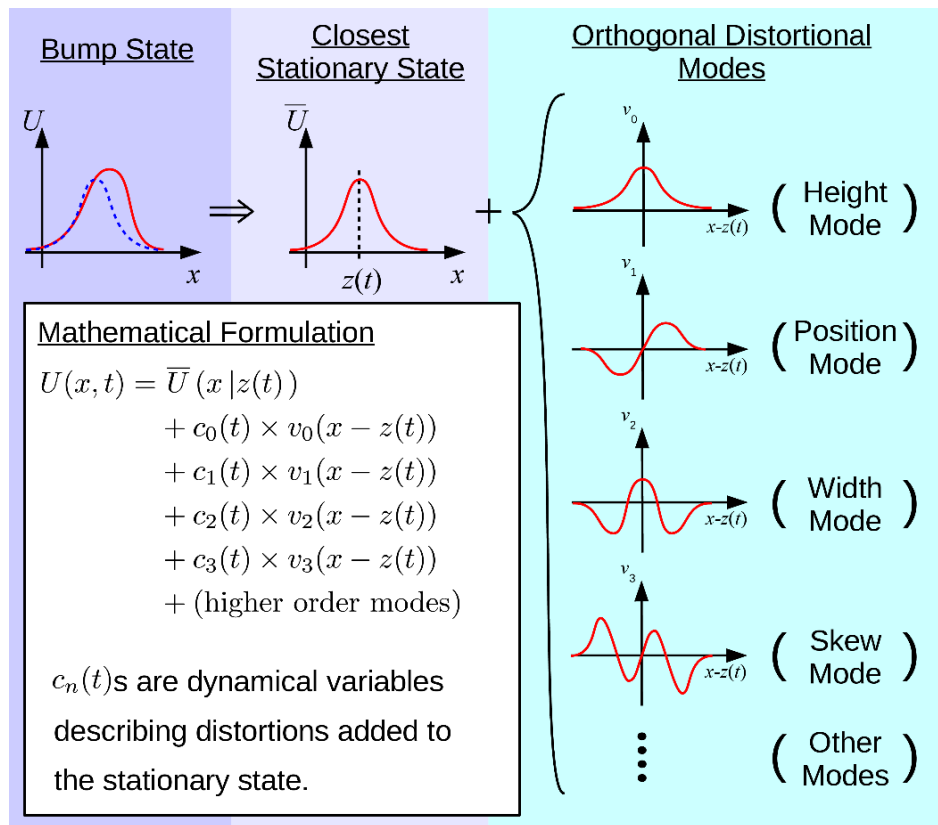 Bump State
Closest
Stationary State
Orthogonal Distortional
Modes
U
x
⇒
U̅
z(t)
x
+
v₀
x-z(t)
( Height
Mode )
v₁
x-z(t)
( Position
Mode )
v₂
x-z(t)
( Width
Mode )
v₃
x-z(t)
( Skew
Mode )
( Other
Modes )
Mathematical Formulation
U(x, t) = U̅ (x |z(t) )
+ c₀(t) × v₀(x − z(t))
+ c₁(t) × v₁(x − z(t))
+ c₂(t) × v₂(x − z(t))
+ c₃(t) × v₃(x − z(t))
+ (higher order modes)
cₙ(t)s are dynamical variables
describing distortions added to
the stationary state.